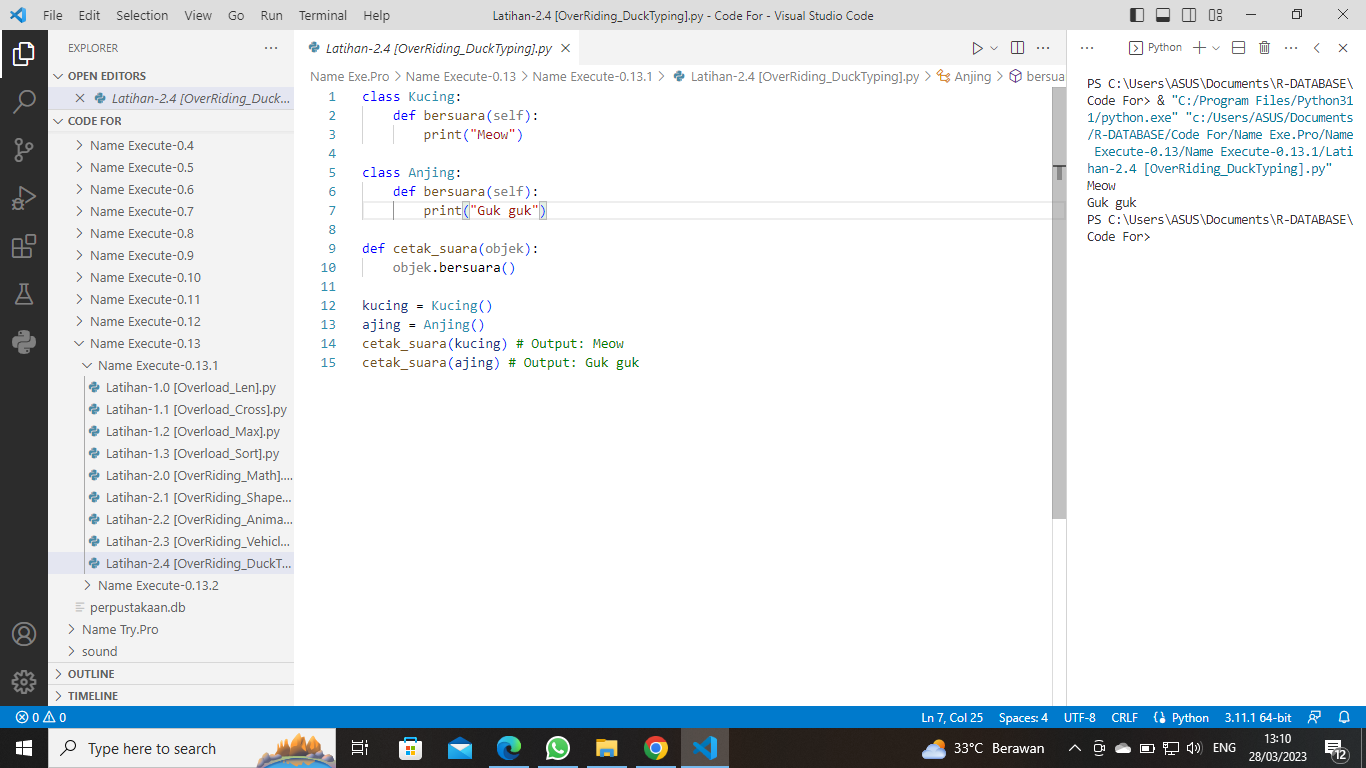 File Edit Selection View Go Run Terminal Help
Latihan-2.4 [OverRiding_DuckTyping].py - Code For - Visual Studio Code
EXPLORER
OPEN EDITORS
Latihan-2.4 [OverRiding_Duck...
CODE FOR
Name Execute-0.4
Name Execute-0.5
Name Execute-0.6
Name Execute-0.7
Name Execute-0.8
Name Execute-0.9
Name Execute-0.10
Name Execute-0.11
Name Execute-0.12
Name Execute-0.13
Name Execute-0.13.1
Latihan-1.0 [Overload_Len].py
Latihan-1.1 [Overload_Cross].py
Latihan-1.2 [Overload_Max].py
Latihan-1.3 [Overload_Sort].py
Latihan-2.0 [OverRiding_Math]....
Latihan-2.1 [OverRiding_Shape...
Latihan-2.2 [OverRiding_Anima...
Latihan-2.3 [OverRiding_Vehicl...
Latihan-2.4 [OverRiding_DuckT...
Name Execute-0.13.2
perpustakaan.db
Name Try.Pro
sound
OUTLINE
TIMELINE
Latihan-2.4 [OverRiding_DuckTyping].py
Name Exe.Pro > Name Execute-0.13 > Name Execute-0.13.1 > Latihan-2.4 [OverRiding_DuckTyping].py > Anjing > bersua
1 class Kucing:
2     def bersuara(self):
3         print("Meow")
4
5 class Anjing:
6     def bersuara(self):
7         print("Guk guk")
8
9 def cetak_suara(objek):
10     objek.bersuara()
11
12 kucing = Kucing()
13 ajing = Anjing()
14 cetak_suara(kucing) # Output: Meow
15 cetak_suara(ajing) # Output: Guk guk
Python
PS C:\Users\ASUS\Documents\R-DATABASE\
Code For> & "C:/Program Files/Python31
1/python.exe" "c:/Users/ASUS/Documents
/R-DATABASE/Code For/Name Exe.Pro/Name
 Execute-0.13/Name Execute-0.13.1/Lati
han-2.4 [OverRiding_DuckTyping].py"
Meow
Guk guk
PS C:\Users\ASUS\Documents\R-DATABASE\
Code For>
0 0 Ln 7, Col 25 Spaces: 4 UTF-8 CRLF Python 3.11.1 64-bit
Type here to search
33°C Berawan
ENG
13:10
28/03/2023
12